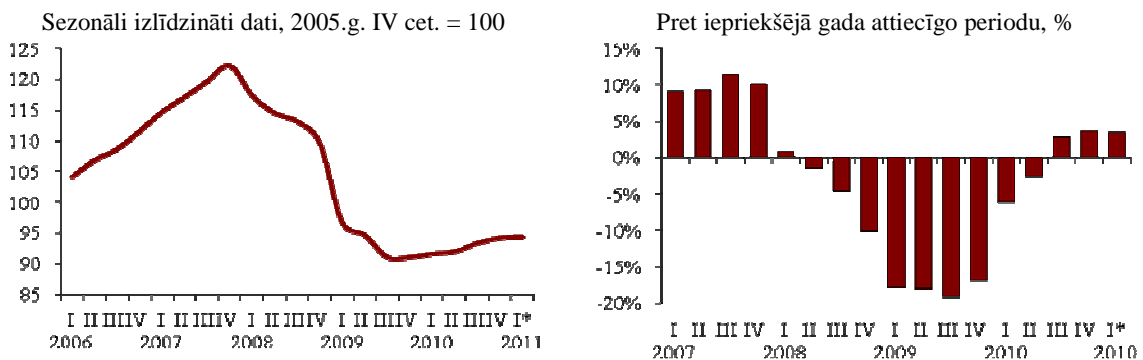 Sezonāli izlīdzināti dati, 2005.g. IV cet. = 100
125
120
115
110
105
100
95
90
85
I II III IV I II III IV I II III IV I II III IV I II III IV I*
2006 2007 2008 2009 2010 2011
Pret iepriekšējā gada attiecīgo periodu, %
15%
10%
5%
0%
-5%
-10%
-15%
-20%
I II III IV I II III IV I II III IV I II III IV I*
2007 2008 2009 2010 2010